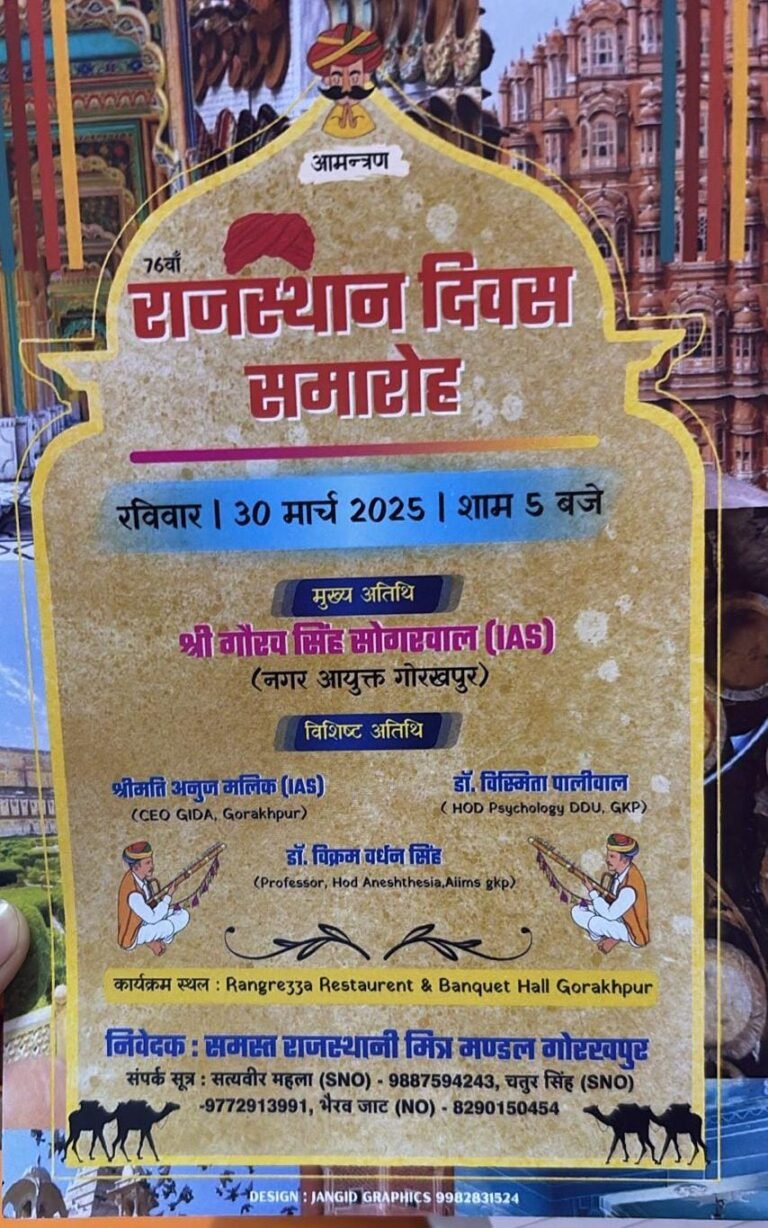 आमन्त्रण
76वाँ
राजस्थान दिवस
समारोह
रविवार | 30 मार्च 2025 | शाम 5 बजे
मुख्य अतिथि
श्री गौरव सिंह सोगरवाल (IAS)
(नगर आयुक्त गोरखपुर)
विशिष्ट अतिथि
श्रीमति अनुज मलिक (IAS)
(CEO GIDA, Gorakhpur)
डॉ. विस्मिता पालीवाल
( HOD Psychology DDU, GKP)
डॉ. विक्रम वर्धन सिंह
(Professor, Hod Aneshthesia,Aiims gkp)
कार्यक्रम स्थल : Rangrezza Restaurent & Banquet Hall Gorakhpur
निवेदक : समस्त राजस्थानी मित्र मण्डल गोरखपुर
संपर्क सूत्र : सत्यवीर महला (SNO) - 9887594243, चतुर सिंह (SNO)
-9772913991, भैरव जाट (NO) - 8290150454
DESIGN : JANGID GRAPHICS 9982831524